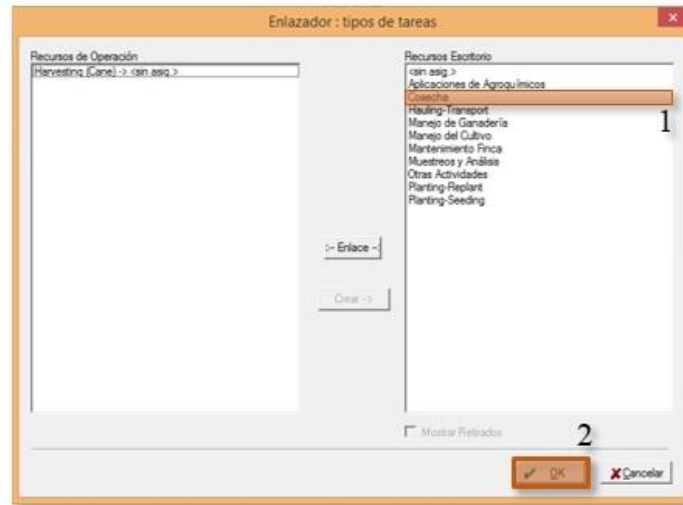 Enlazador : tipos de tareas
Recursos de Operación
Harvesting (Cane) -> <sin asig.>
Recursos Escritorio
<sin asig.>
Aplicaciones de Agroquímicos
Cosecha
1
Hauling-Transport
Manejo de Ganadería
Manejo del Cultivo
Mantenimiento Finca
Muestreos y Análisis
Otras Actividades
Planting-Replant
Planting-Seeding
:- Enlace -:
Crear ->
Mostrar Retirados
2
OK
Cancelar